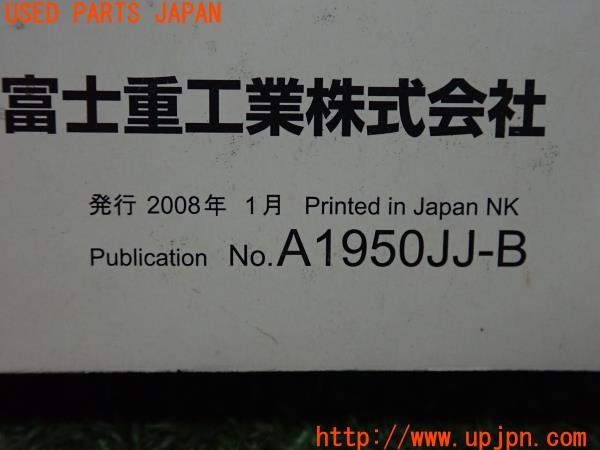 USED PARTS JAPAN
富士重工業株式会社
発行 2008年 1月 Printed in Japan NK
Publication No.A1950JJ-B
http://www.upjpn.com